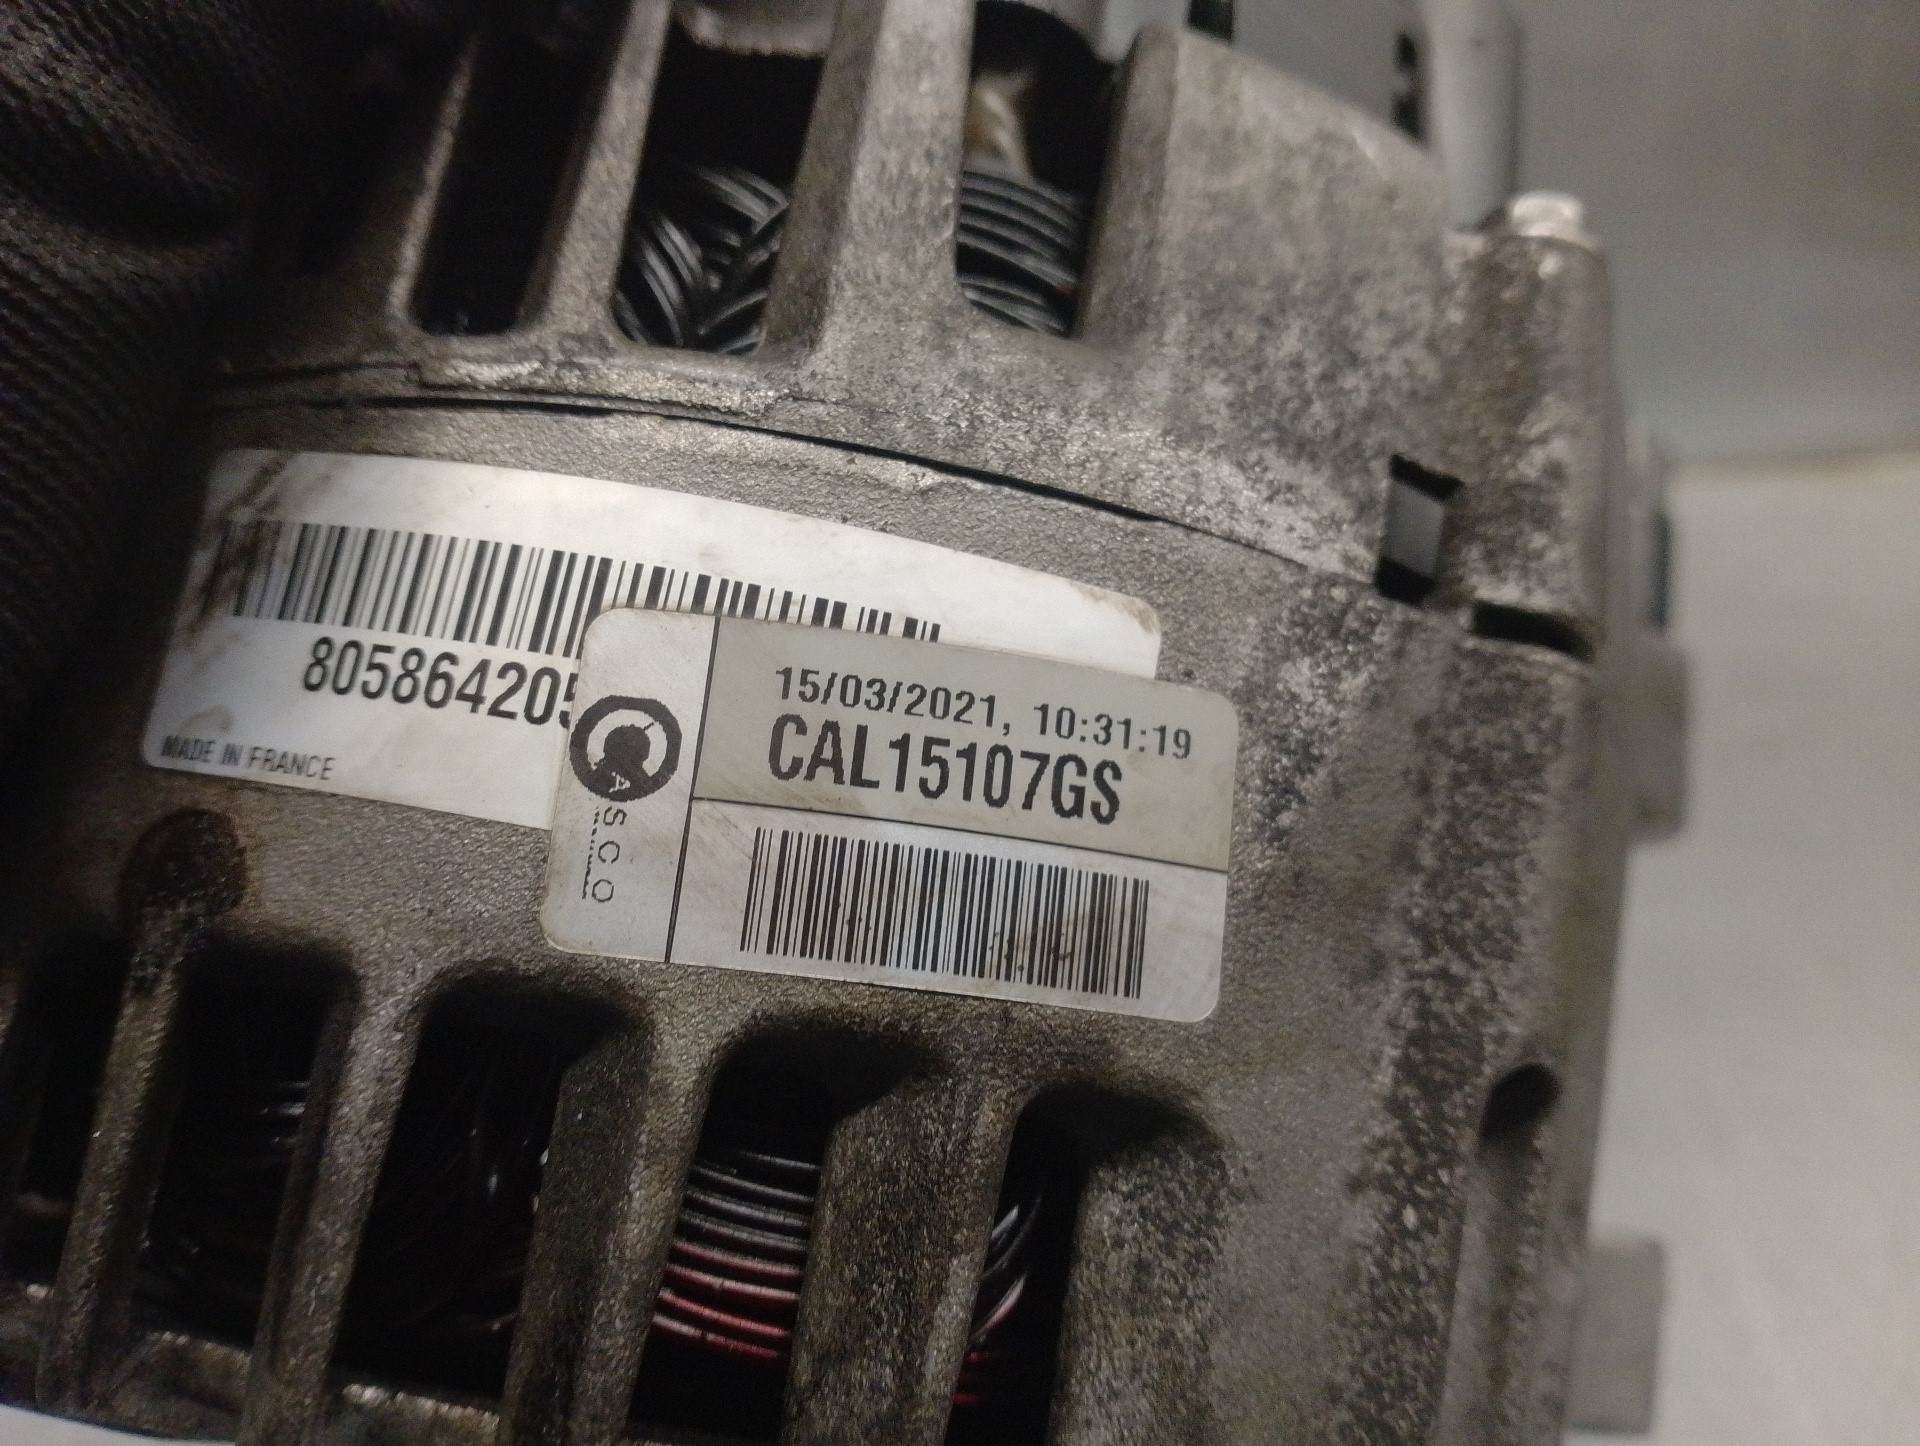 805864205
MADE IN FRANCE
15/03/2021, 10:31:19
CAL15107GS
ASCO